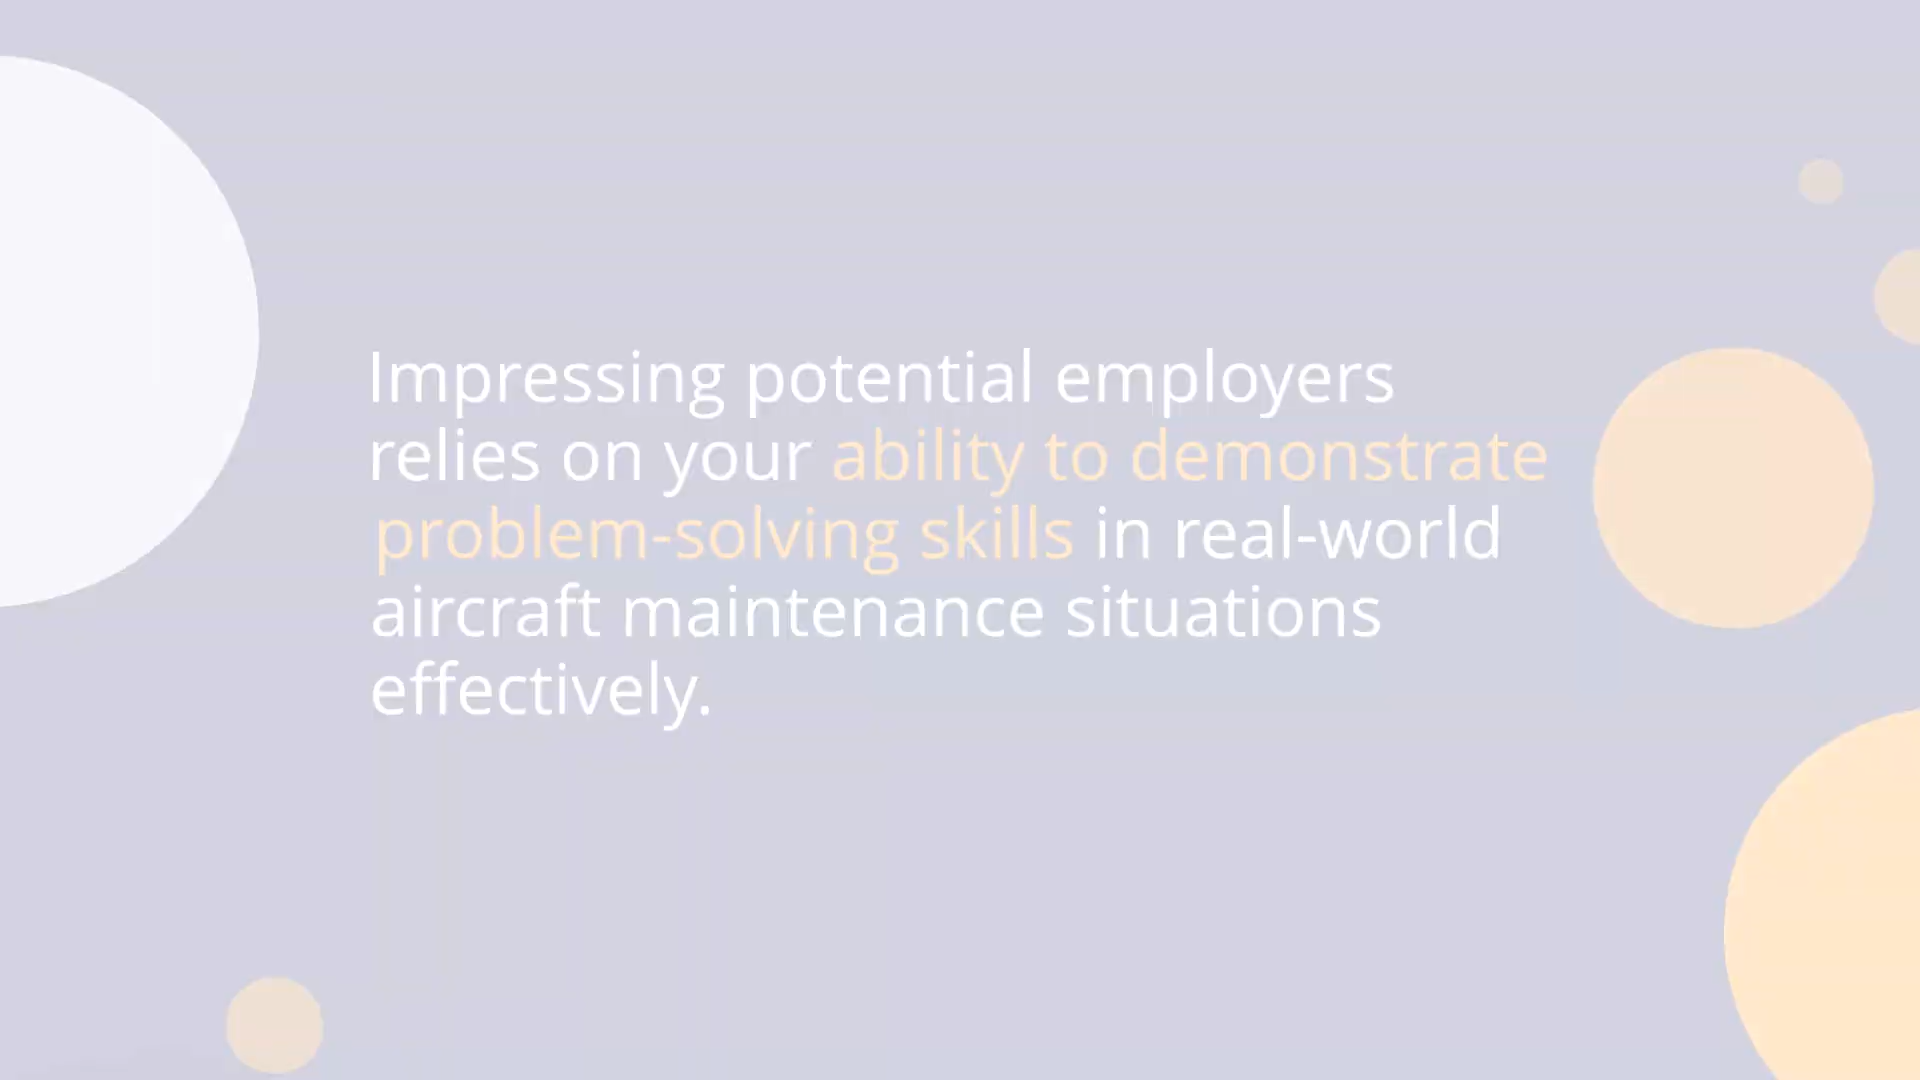 Impressing potential employers
relies on your ability to demonstrate
problem-solving skills in real-world
aircraft maintenance situations
effectively.